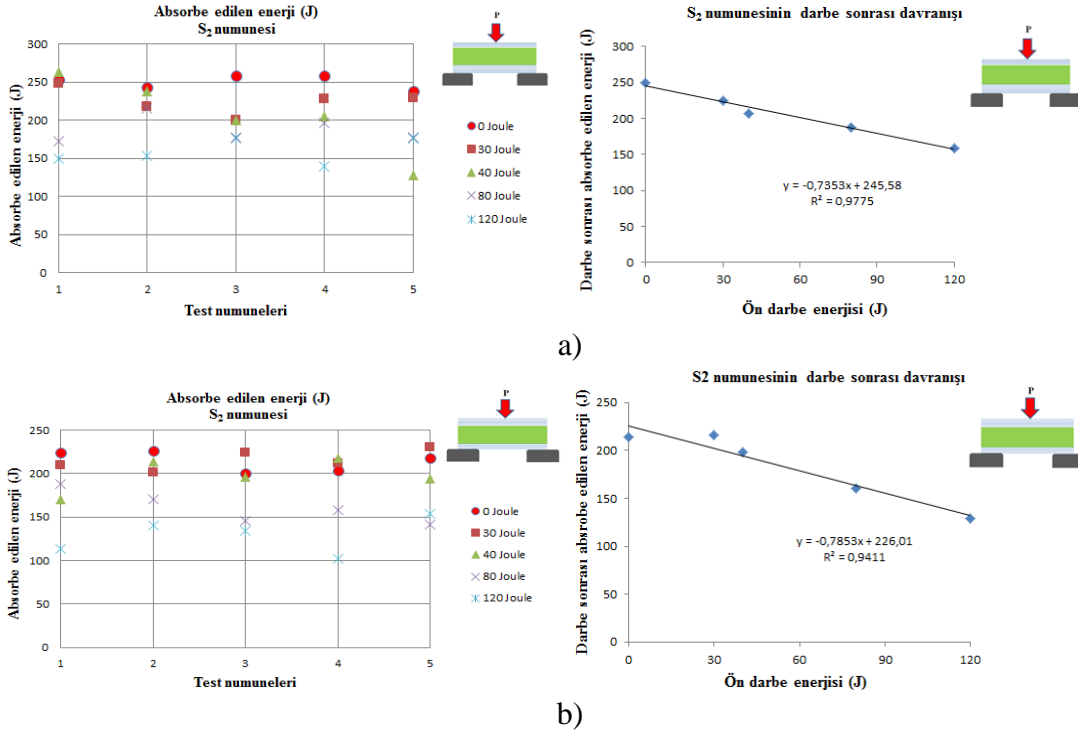 Absorbe edilen enerji (J)
S₂ numunesi
P
Absorbe edilen enerji (J)
300
250
200
150
100
50
0
1 2 3 4 5
Test numuneleri
0 Joule
30 Joule
40 Joule
80 Joule
120 Joule
S₂ numunesinin darbe sonrası davranışı
P
Darbe sonrası absorbe edilen enerji (J)
300
250
200
150
100
50
0
y = -0,7353x + 245,58
R² = 0,9775
0 30 60 90 120
Ön darbe enerjisi (J)
a)
Absorbe edilen enerji (J)
S₂ numunesi
P
Absorbe edilen enerji (J)
250
200
150
100
50
0
1 2 3 4 5
Test numuneleri
0 Joule
30 Joule
40 Joule
80 Joule
120 Joule
S2 numunesinin darbe sonrası davranışı
P
Darbe sonrası absrobe edilen enerji (J)
250
200
150
100
50
0
y = -0,7853x + 226,01
R² = 0,9411
0 30 60 90 120
Ön darbe enerjisi (J)
b)